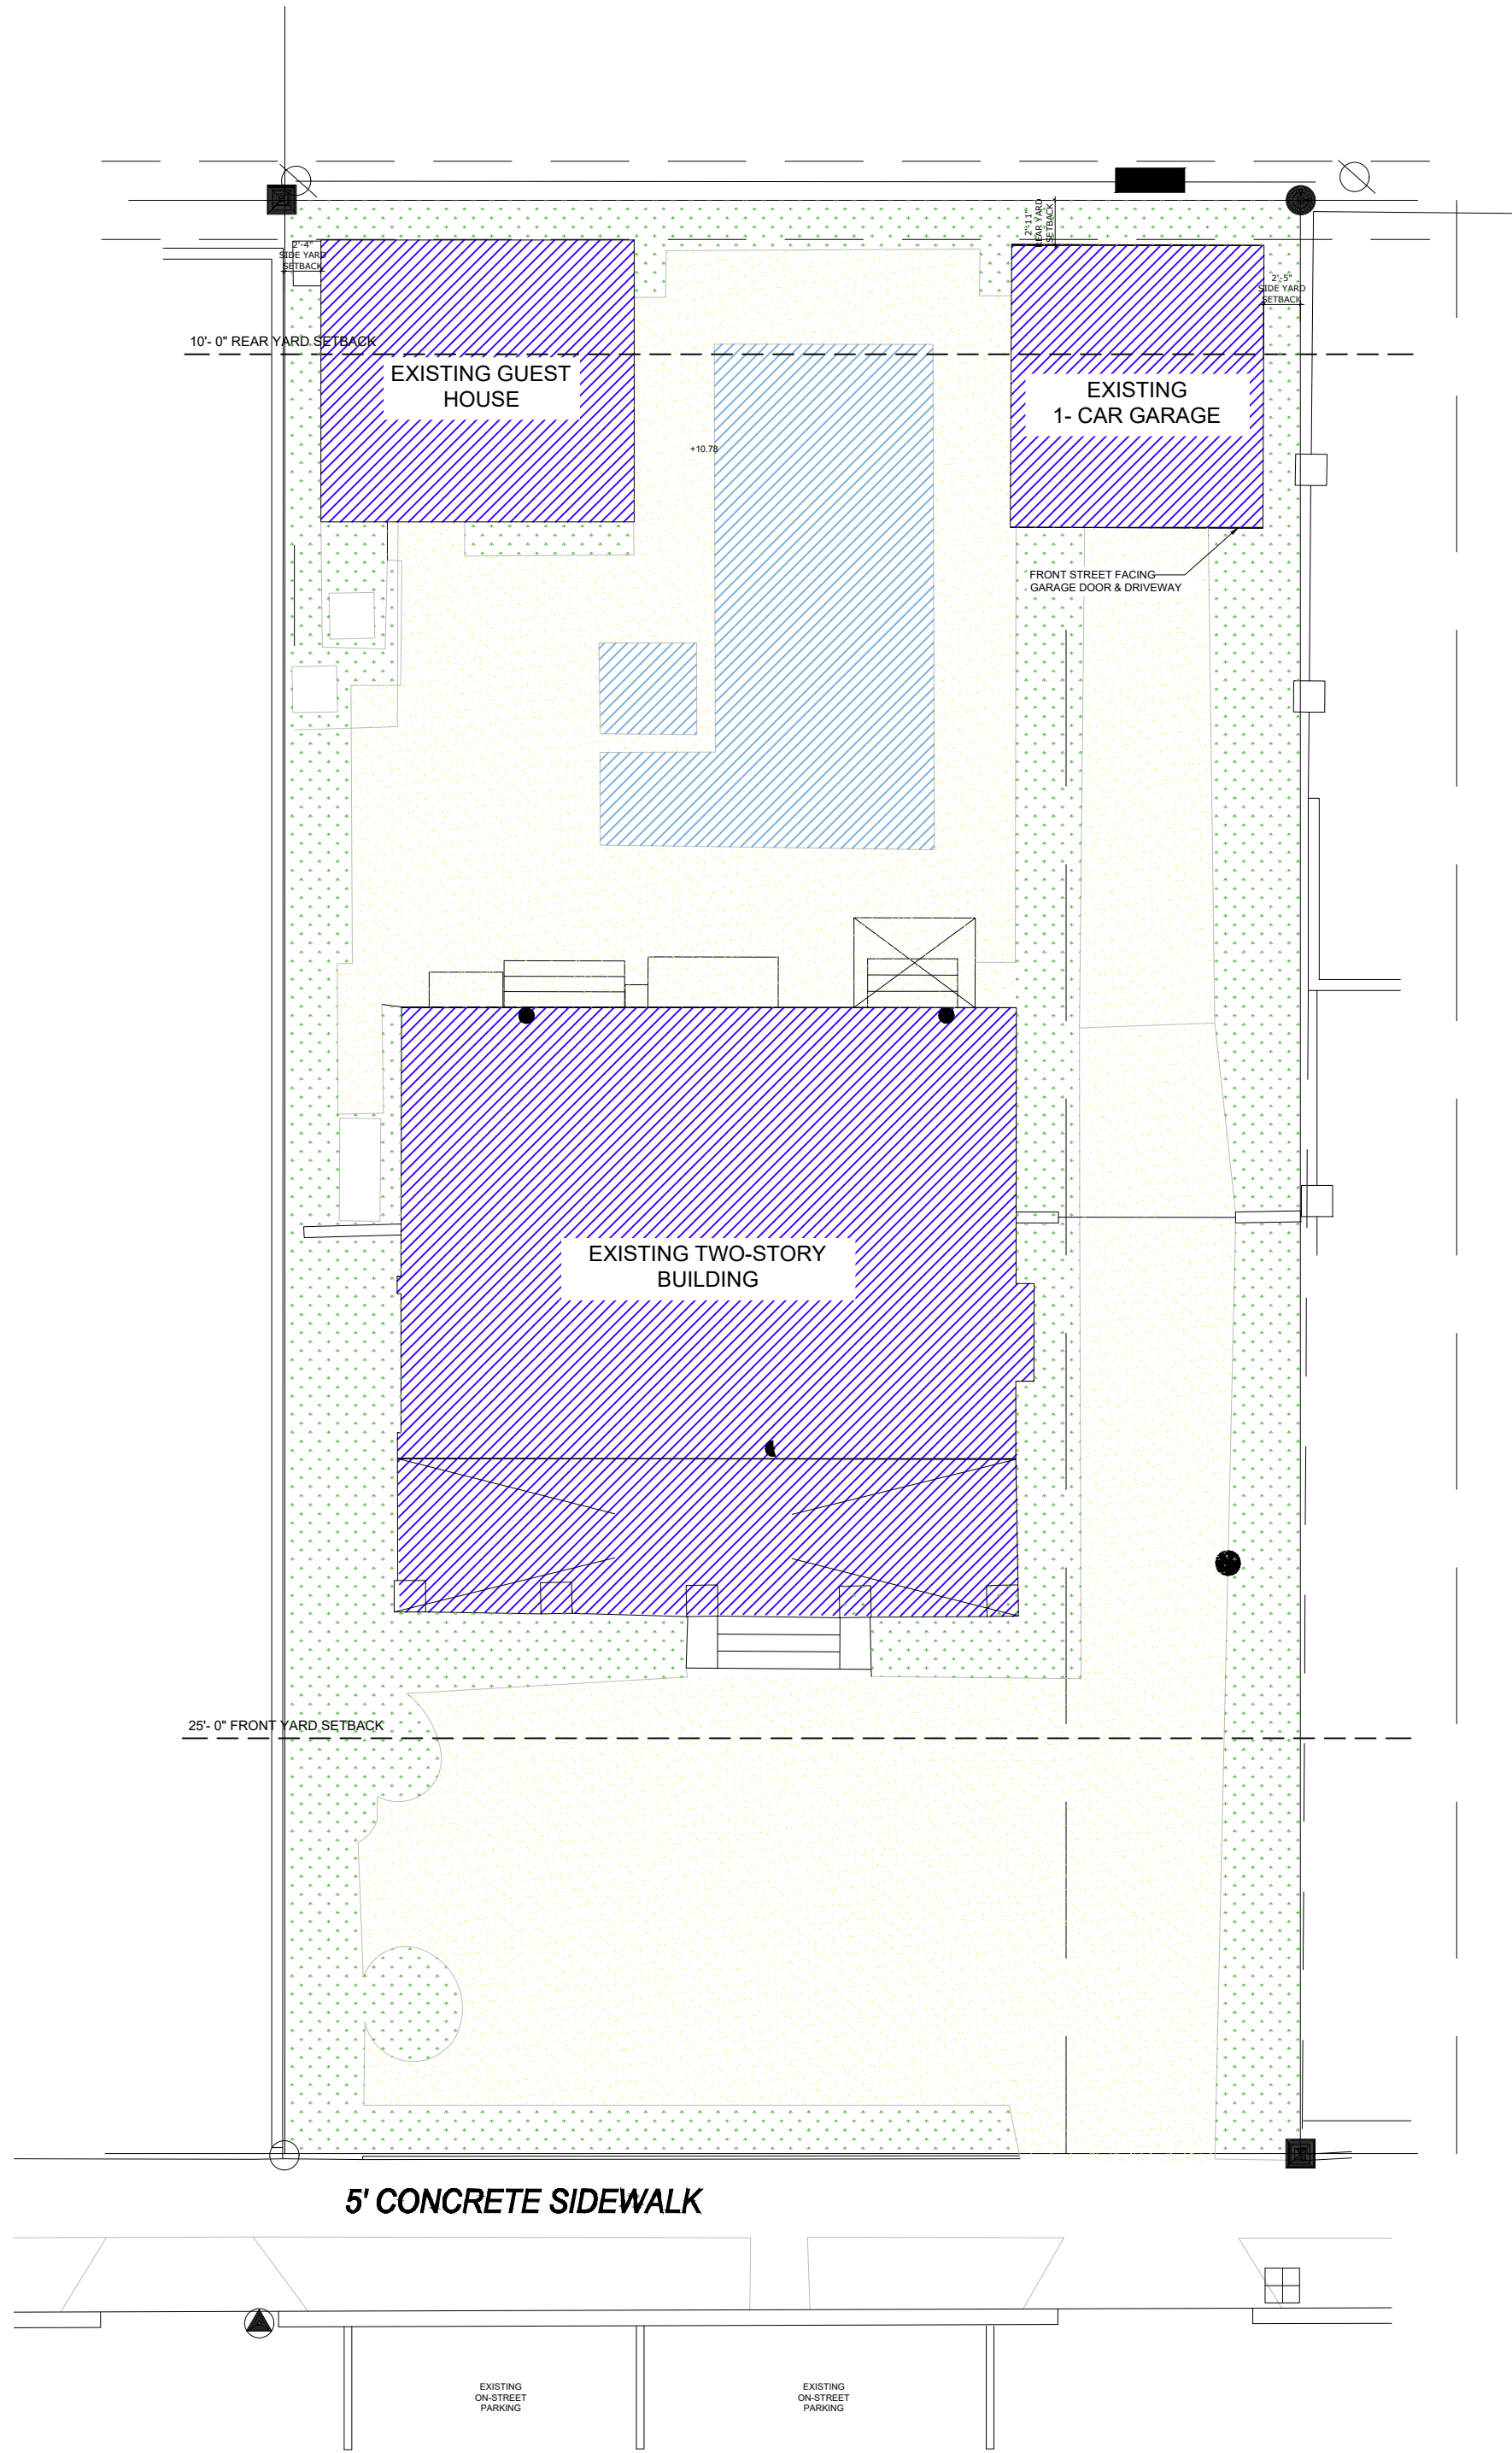 2'-4"
SIDE YARD
SETBACK
2'-11"
REAR YARD
SETBACK
2'-5"
SIDE YARD
SETBACK
10'- 0" REAR YARD SETBACK
EXISTING GUEST
HOUSE
EXISTING
1- CAR GARAGE
+10.78
FRONT STREET FACING
GARAGE DOOR & DRIVEWAY
EXISTING TWO-STORY
BUILDING
25'- 0" FRONT YARD SETBACK
5' CONCRETE SIDEWALK
EXISTING
ON-STREET
PARKING
EXISTING
ON-STREET
PARKING